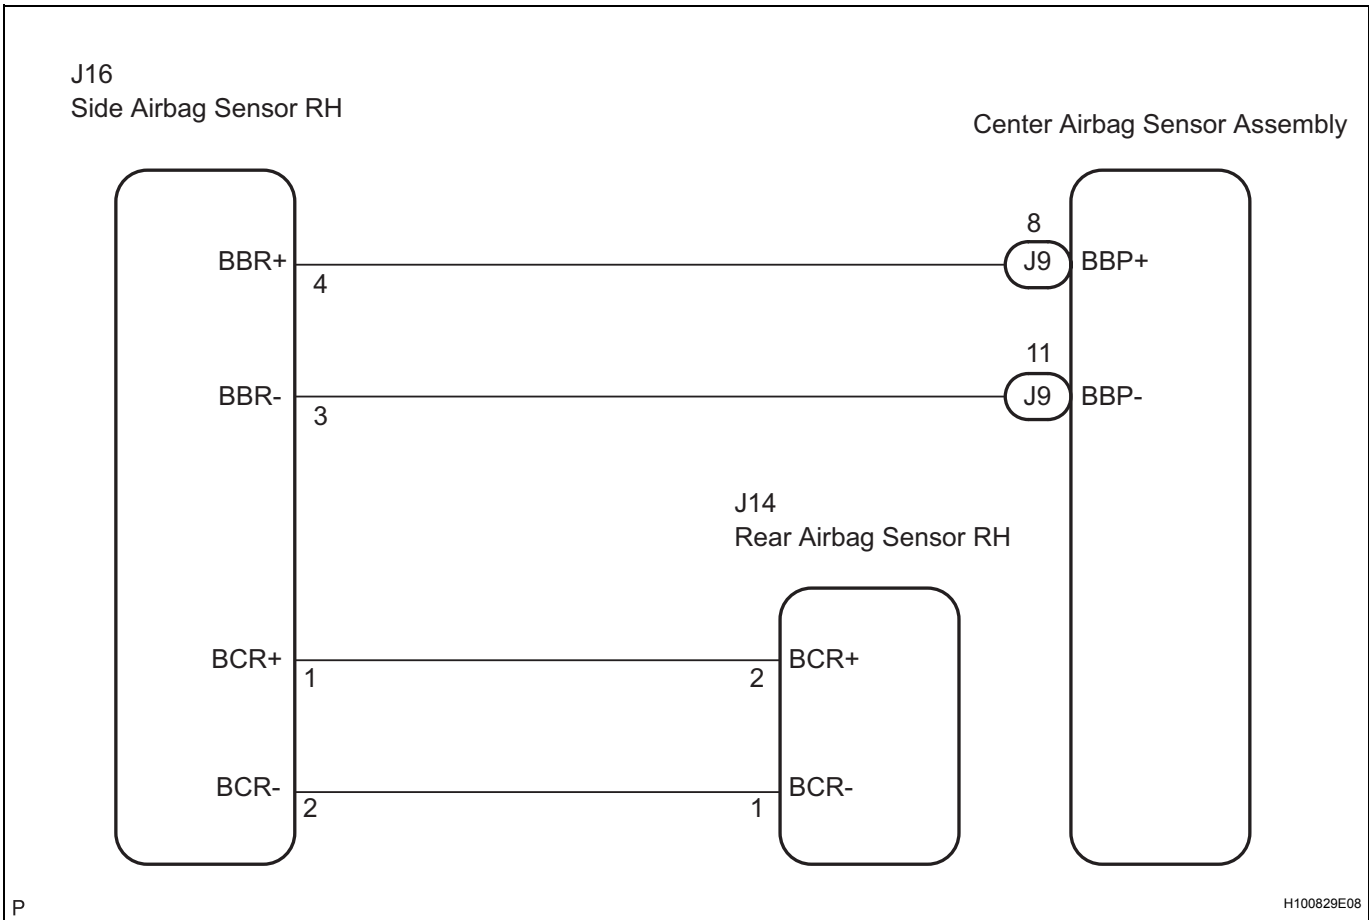 J16
Side Airbag Sensor RH
Center Airbag Sensor Assembly
8
BBR+
J9
BBP+
4
11
BBR-
J9
BBP-
3
J14
Rear Airbag Sensor RH
BCR+
1
2
BCR+
BCR-
2
1
BCR-
P
H100829E08